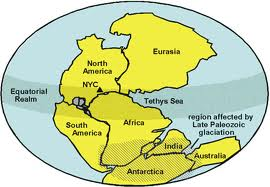 Eurasia
North
America
NYC
Equatorial
Realm
Tethys Sea
region affected by
Late Paleozoic
glaciation
South
America
Africa
India
Australia
Antarctica